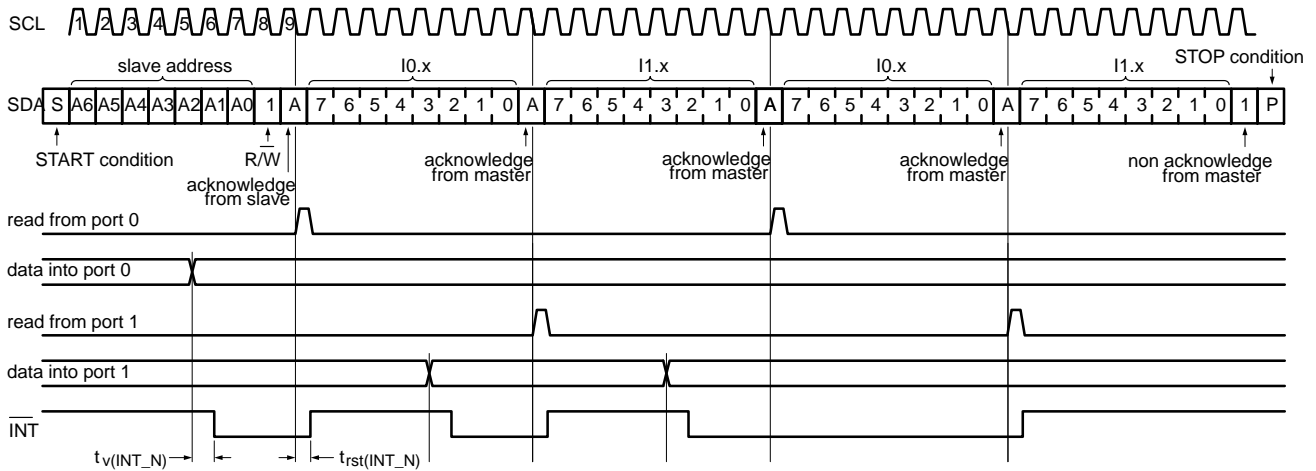 SCL 1 2 3 4 5 6 7 8 9
slave address I0.x I1.x I0.x I1.x STOP condition
SDA S A6 A5 A4 A3 A2 A1 A0 1 A 7 6 5 4 3 2 1 0 A 7 6 5 4 3 2 1 0 A 7 6 5 4 3 2 1 0 A 7 6 5 4 3 2 1 0 1 P
START condition R/W acknowledge acknowledge acknowledge non acknowledge
from master from master from master from master
acknowledge
from slave
read from port 0
data into port 0
read from port 1
data into port 1
INT
tv(INT_N) trst(INT_N)